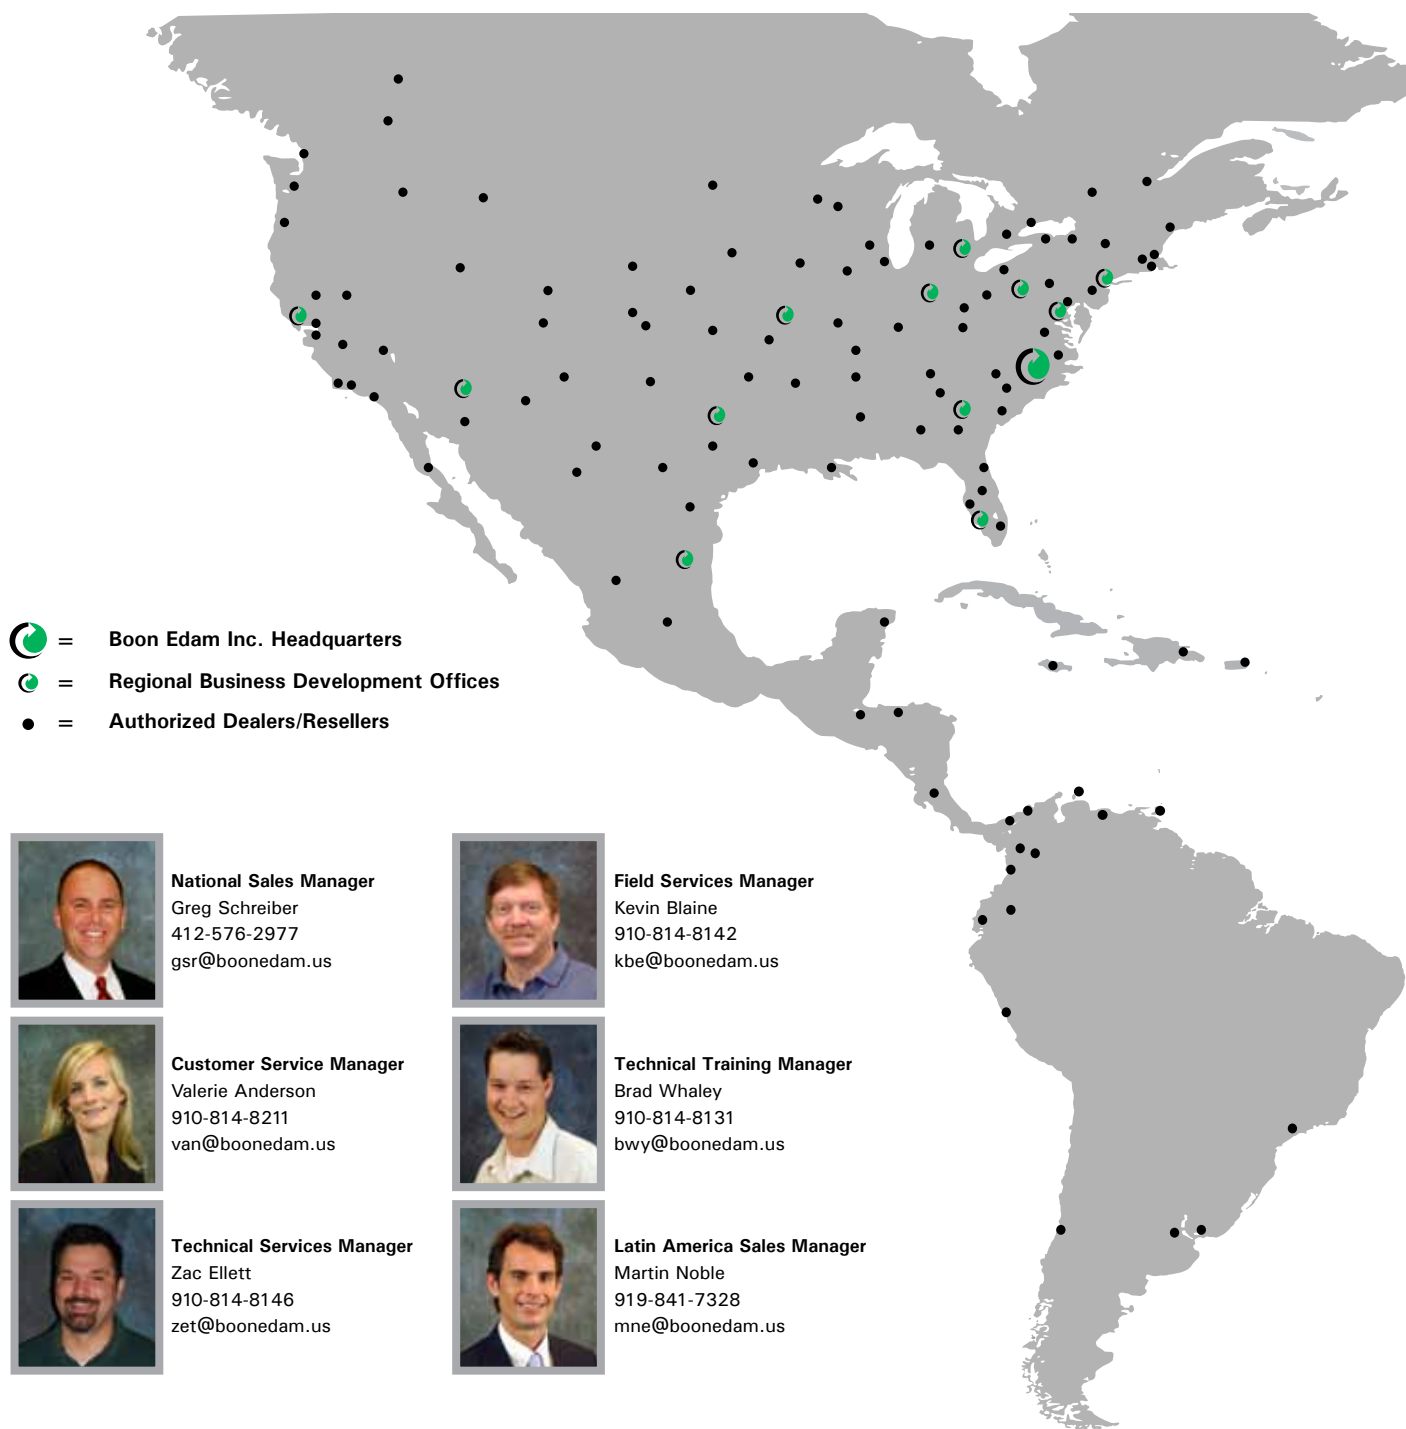 = Boon Edam Inc. Headquarters
= Regional Business Development Offices
= Authorized Dealers/Resellers
National Sales Manager
Greg Schreiber
412-576-2977
gsr@boonedam.us
Field Services Manager
Kevin Blaine
910-814-8142
kbe@boonedam.us
Customer Service Manager
Valerie Anderson
910-814-8211
van@boonedam.us
Technical Training Manager
Brad Whaley
910-814-8131
bwy@boonedam.us
Technical Services Manager
Zac Ellett
910-814-8146
zet@boonedam.us
Latin America Sales Manager
Martin Noble
919-841-7328
mne@boonedam.us